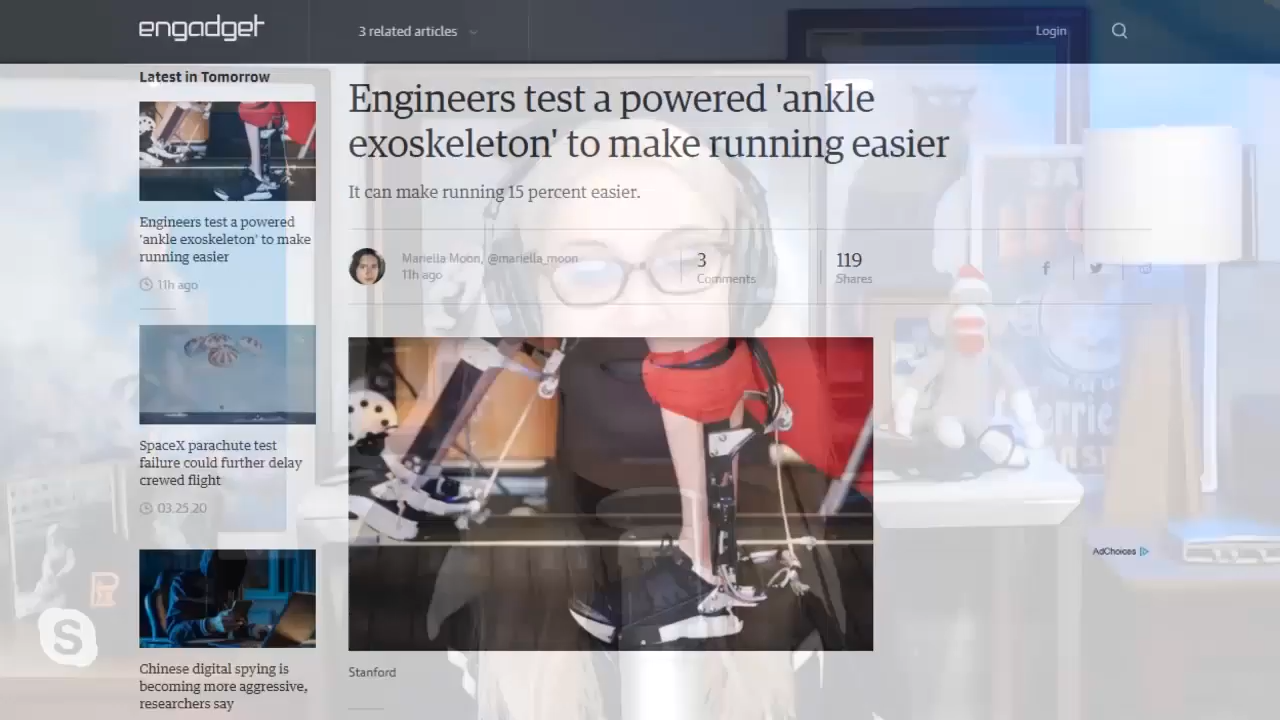 engadget
3 related articles
Login
Latest in Tomorrow
Engineers test a powered
'ankle exoskeleton' to make
running easier
11h ago
SpaceX parachute test
failure could further delay
crewed flight
03.25.20
Chinese digital spying is
becoming more aggressive,
researchers say
Engineers test a powered 'ankle
exoskeleton' to make running easier
It can make running 15 percent easier.
Mariella Moon, @mariella_moon
11h ago
3
Comments
119
Shares
Stanford
AdChoices
S